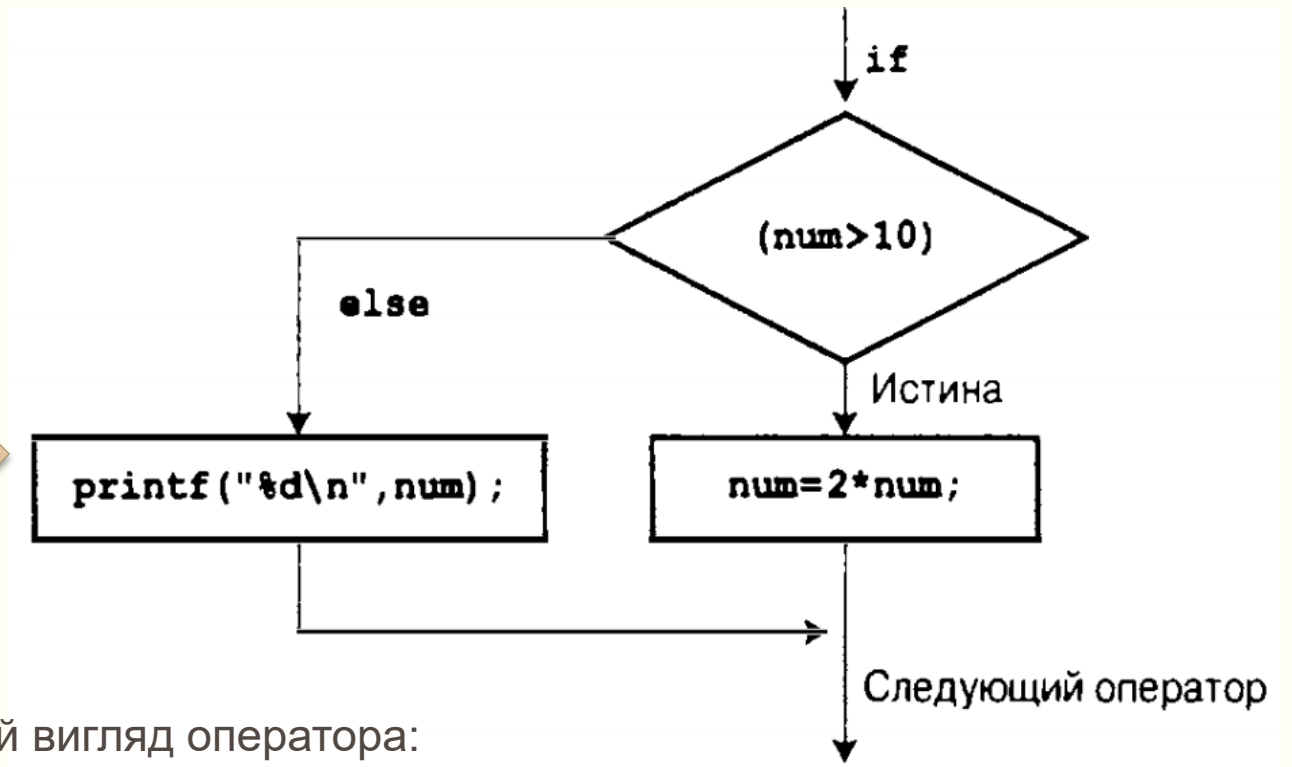 if
(num>10)
else
Истина
printf("%d\n",num);
num=2*num;
Следующий оператор
й вигляд оператора: